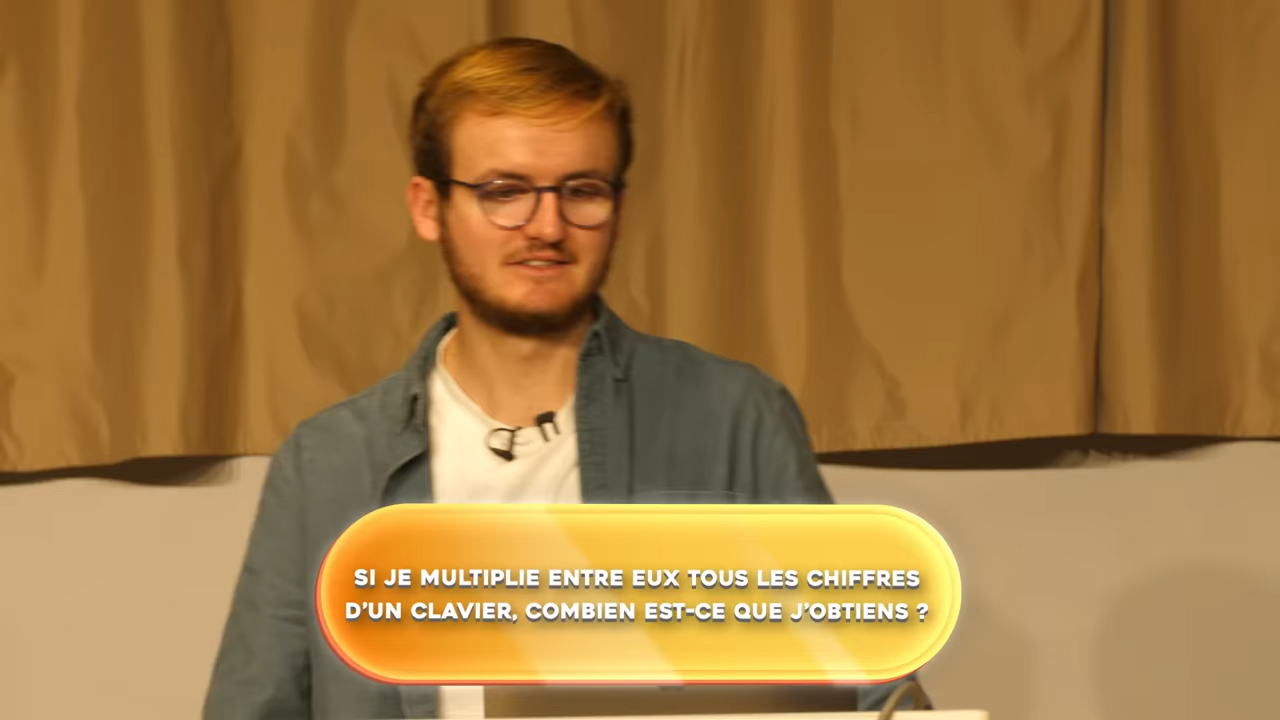 SI JE MULTIPLIE ENTRE EUX TOUS LES CHIFFRES
D'UN CLAVIER, COMBIEN EST-CE QUE J'OBTIENS ?